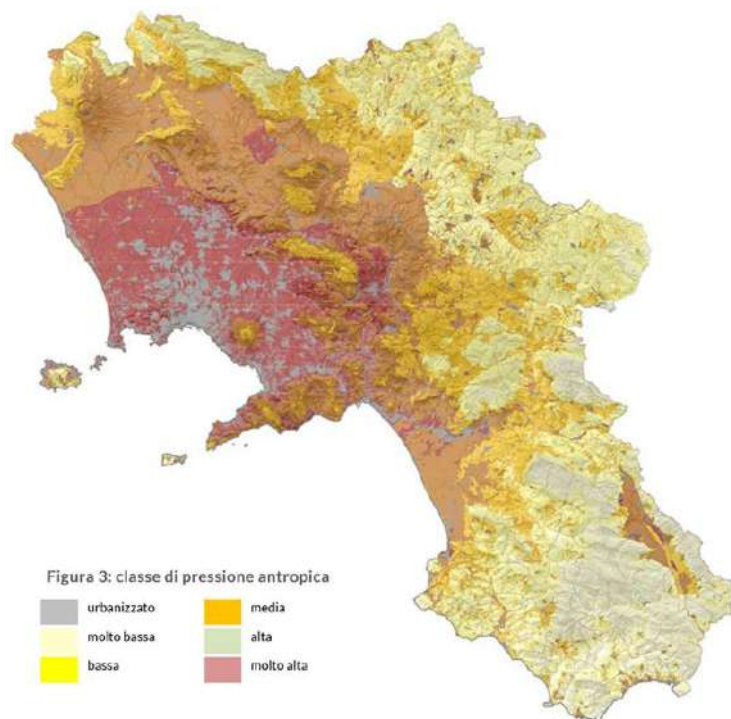 Figura 3: classe di pressione antropica
urbanizzato
molto bassa
bassa
media
alta
molto alta